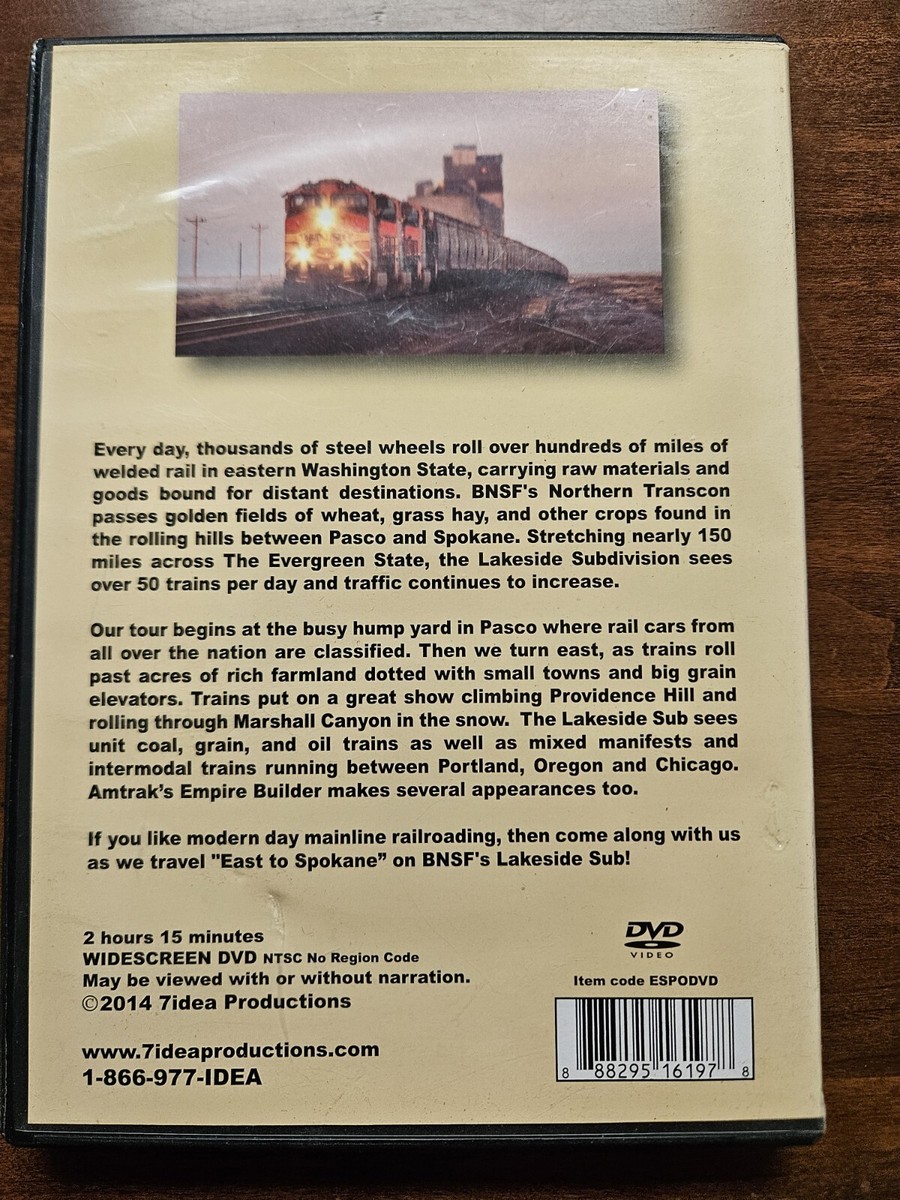 Every day, thousands of steel wheels roll over hundreds of miles of
welded rail in eastern Washington State, carrying raw materials and
goods bound for distant destinations. BNSF's Northern Transcon
passes golden fields of wheat, grass hay, and other crops found in
the rolling hills between Pasco and Spokane. Stretching nearly 150
miles across The Evergreen State, the Lakeside Subdivision sees
over 50 trains per day and traffic continues to increase.
Our tour begins at the busy hump yard in Pasco where rail cars from
all over the nation are classified. Then we turn east, as trains roll
past acres of rich farmland dotted with small towns and big grain
elevators. Trains put on a great show climbing Providence Hill and
rolling through Marshall Canyon in the snow. The Lakeside Sub sees
unit coal, grain, and oil trains as well as mixed manifests and
intermodal trains running between Portland, Oregon and Chicago.
Amtrak's Empire Builder makes several appearances too.
If you like modern day mainline railroading, then come along with us
as we travel "East to Spokane” on BNSF's Lakeside Sub!
2 hours 15 minutes
WIDESCREEN DVD NTSC No Region Code
May be viewed with or without narration.
©2014 7idea Productions
www.7ideaproductions.com
1-866-977-IDEA
DVD
VIDEO
Item code ESPODVD
8 88295 16197 8